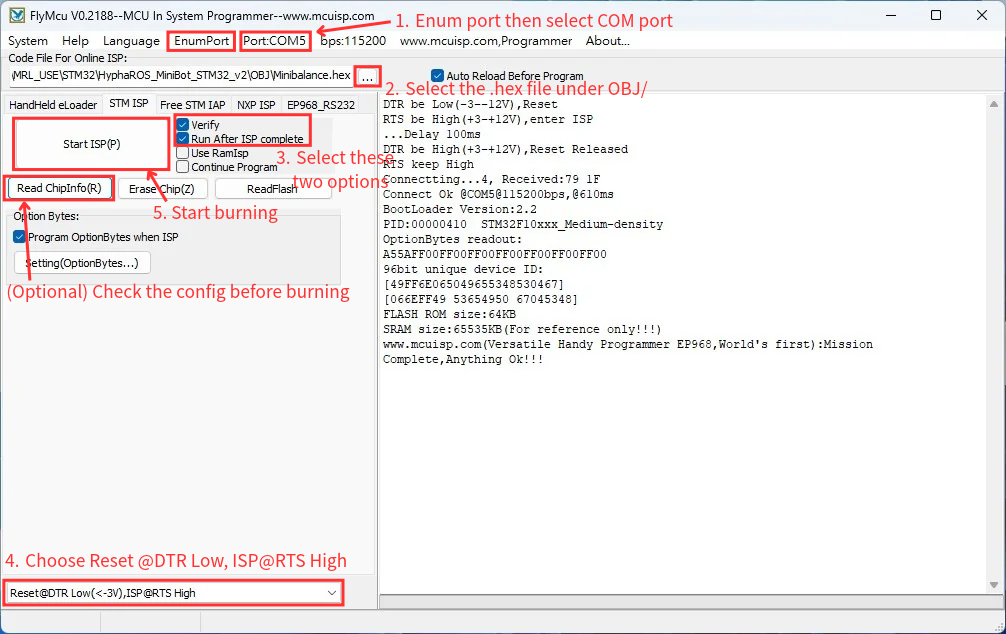 FlyMcu V0.2188--MCU In System Programmer--www.mcuisp.com
1. Enum port then select COM port
System Help Language EnumPort Port:COM5 bps:115200 www.mcuisp.com,Programmer About...
Code File For Online ISP:
MRL_USE\STM32\HyphaROS_MiniBot_STM32_v2\OBJ\Minibalance.hex ... Auto Reload Before Program
2. Select the .hex file under OBJ/
HandHeld eLoader STM ISP Free STM IAP NXP ISP EP968_RS232
Start ISP(P)
Verify
Run After ISP complete
Use RamIsp
Continue Program
3. Select these
two options
Read ChipInfo(R) Erase Chip(Z) ReadFlash
5. Start burning
Option Bytes:
Program OptionBytes when ISP
Setting(OptionBytes...)
(Optional) Check the config before burning
4. Choose Reset @DTR Low, ISP@RTS High
Reset@DTR Low(<-3V),ISP@RTS High
DTR be Low(-3--12V),Reset
RTS be High(+3-+12V),enter ISP
...Delay 100ms
DTR be High(+3-+12V),Reset Released
RTS keep High
Connectting...4, Received:79 1F
Connect Ok @COM5@115200bps,@610ms
BootLoader Version:2.2
PID:00000410 STM32F10xxx_Medium-density
OptionBytes readout:
A55AFF00FF00FF00FF00FF00FF00FF00
96bit unique device ID:
[49FF6E065049655348530467]
[066EFF49 53654950 67045348]
FLASH ROM size:64KB
SRAM size:65535KB(For reference only!!!)
www.mcuisp.com(Versatile Handy Programmer EP968,World's first):Mission
Complete,Anything Ok!!!